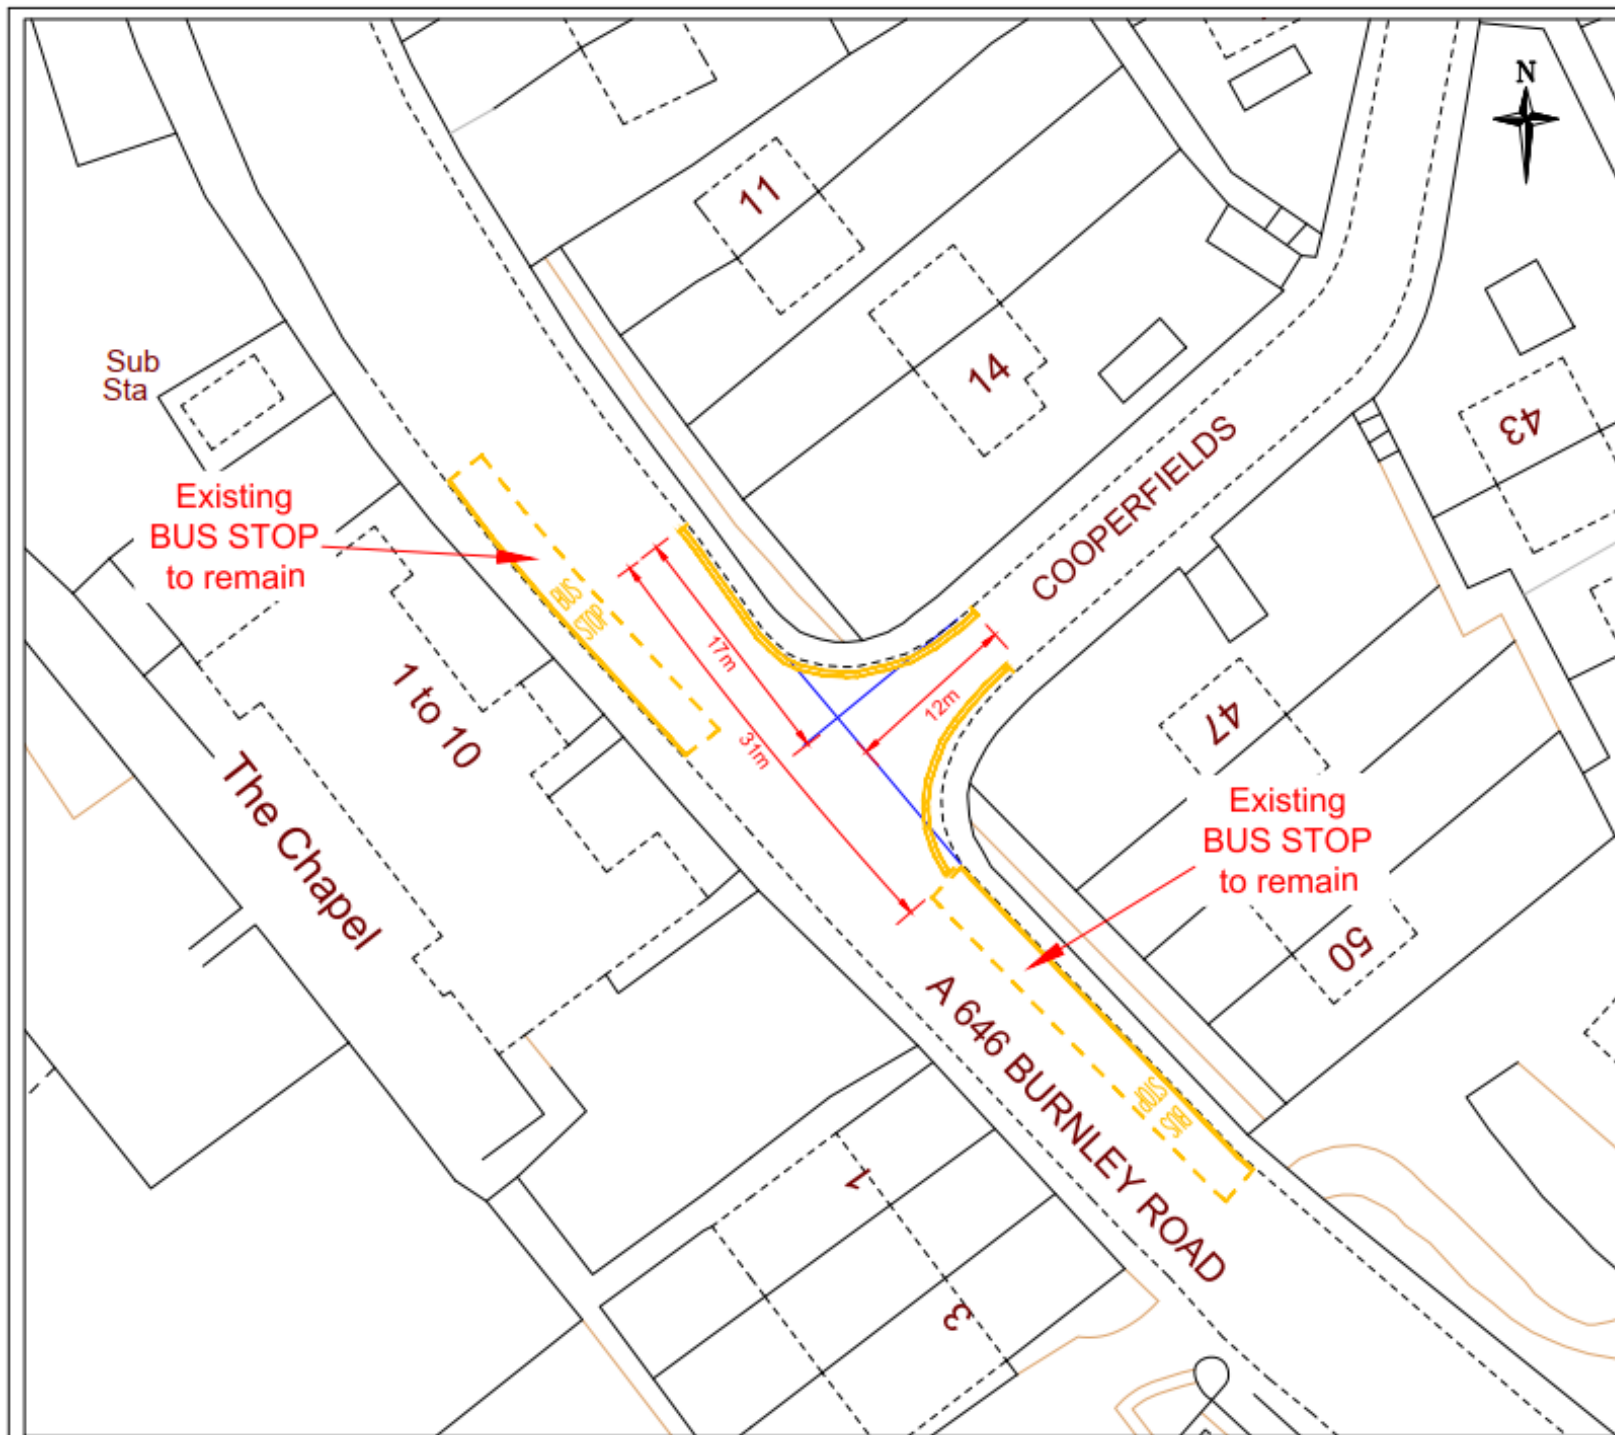 N
11
14
Sub
Sta
43
COOPERFIELDS
Existing
BUS STOP
to remain
BUS
STOP
17m
12m
31m
1 to 10
47
The Chapel
Existing
BUS STOP
to remain
50
A 646 BURNLEY ROAD
BUS
STOP
1
3